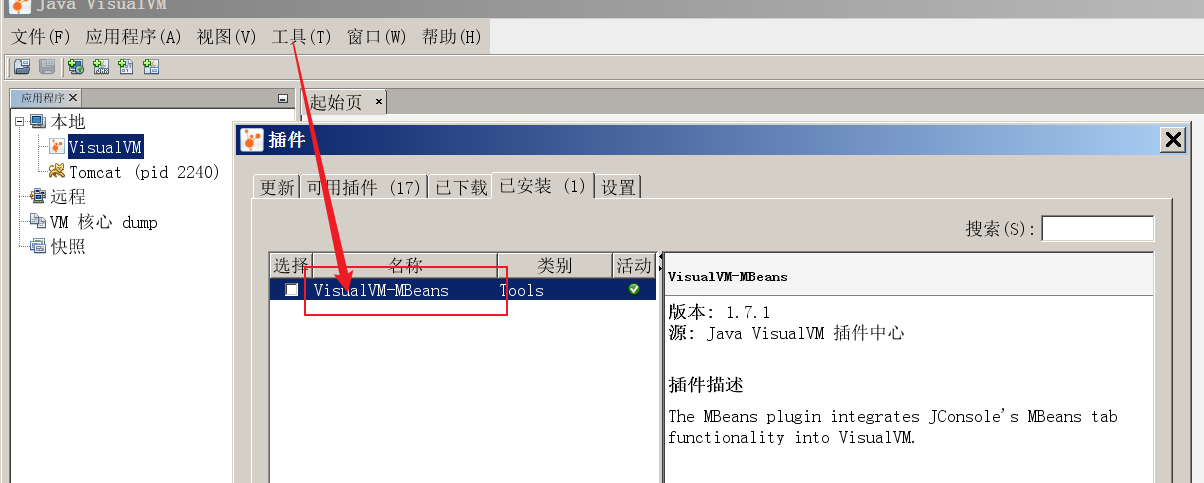 Java VisualVM
文件(F) 应用程序(A) 视图(V) 工具(T) 窗口(W) 帮助(H)
应用程序
起始页
本地
VisualVM
Tomcat (pid 2240)
远程
VM 核心 dump
快照
插件
更新 可用插件 (17) 已下载 已安装 (1) 设置
搜索(S):
选择 名称 类别 活动
VisualVM-MBeans Tools
VisualVM-MBeans
版本: 1.7.1
源: Java VisualVM 插件中心
插件描述
The MBeans plugin integrates JConsole's MBeans tab
functionality into VisualVM.